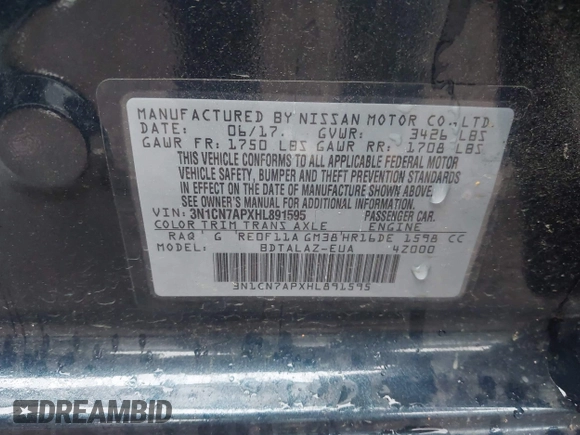 MANUFACTURED BY NISSAN MOTOR CO.,LTD.
DATE: 06/17 GVWR: 3426 LBS
GAWR FR: 1750 LBS GAWR RR: 1708 LBS
THIS VEHICLE CONFORMS TO ALL APPLICABLE FEDERAL MOTOR
VEHICLE SAFETY, BUMPER AND THEFT PREVENTION STANDARDS
IN EFFECT ON THE DATE OF MANUFACTURE SHOWN ABOVE.
SEE OWNER'S MANUAL FOR ADDITIONAL INFORMATION.
VIN: 3N1CN7APXHL891595 PASSENGER CAR.
COLOR TRIM TRANS AXLE ENGINE
RAQ G RE0F11A GM38 HR16DE 1598 CC
MODEL: BDTALAZ-EUA 42000
3N1CN7APXHL891595
DREAMBID